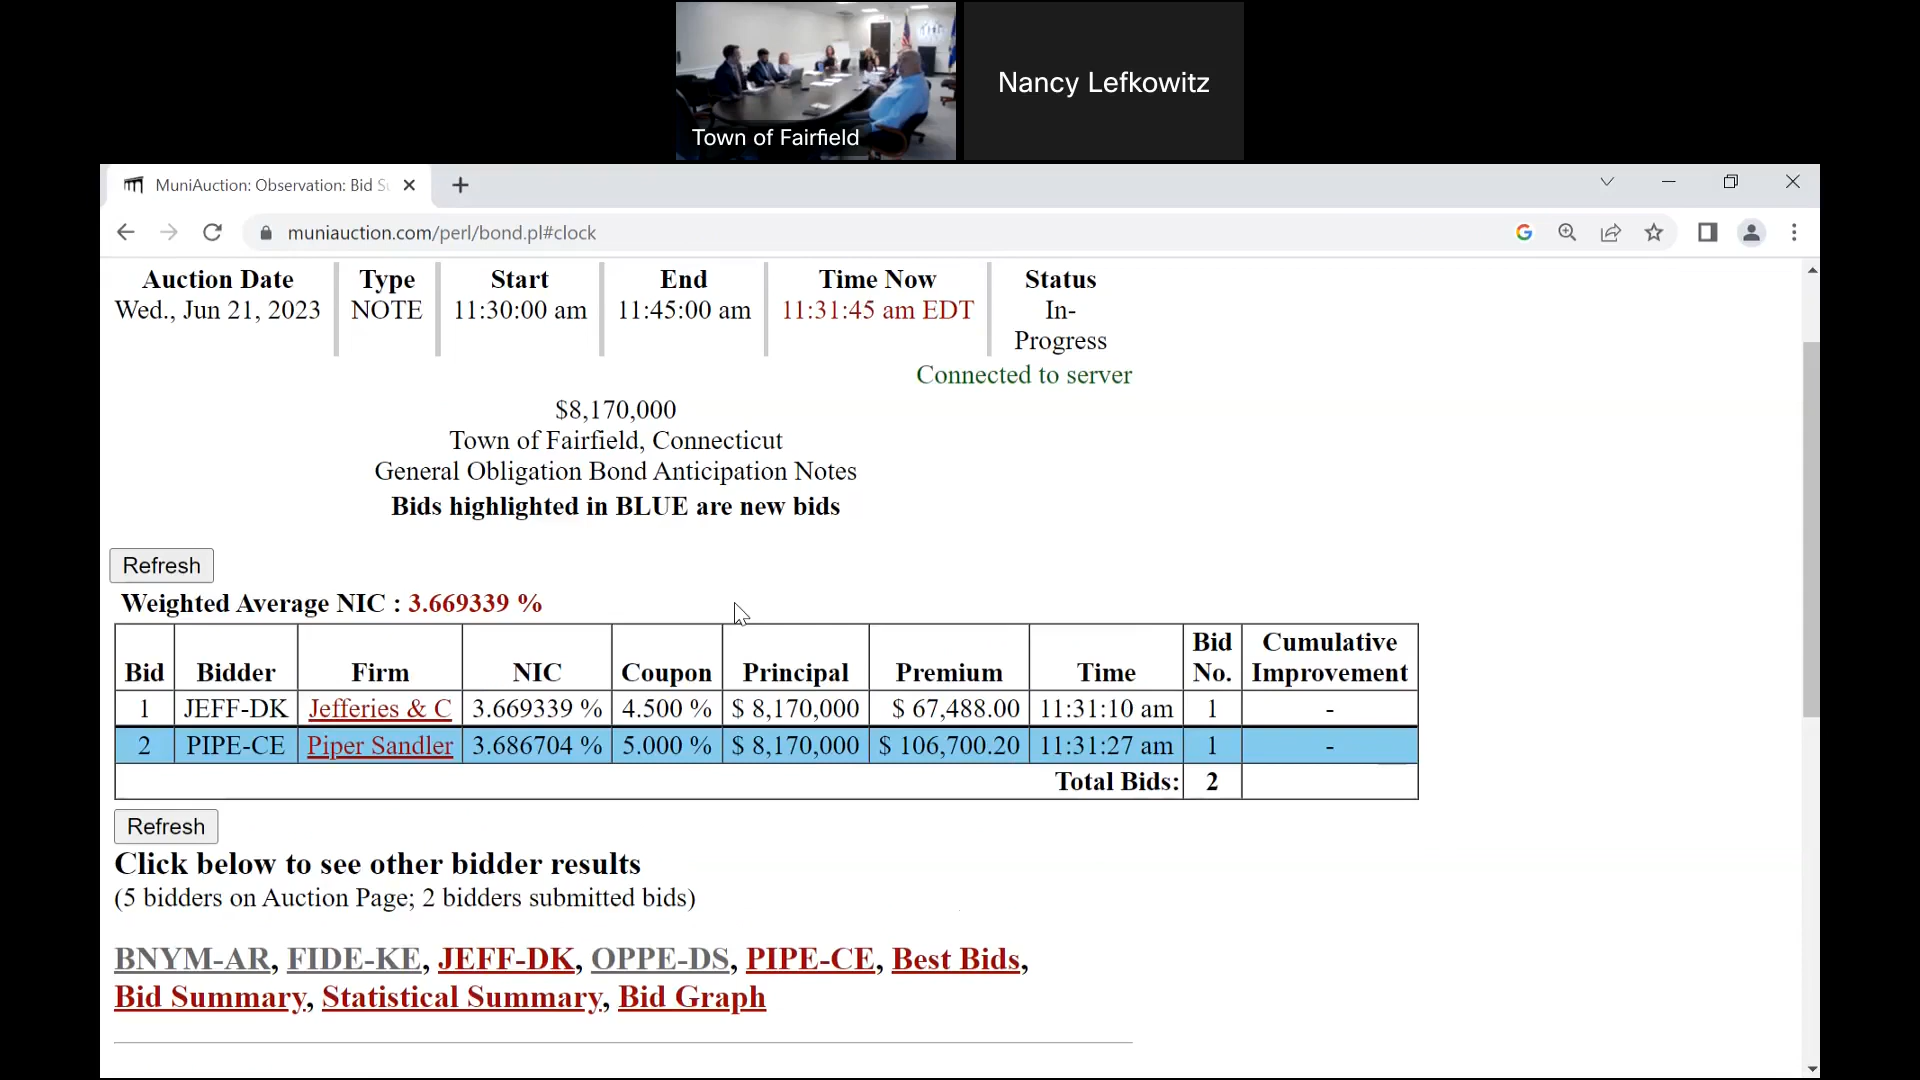 Town of Fairfield
Nancy Lefkowitz
MuniAuction: Observation: Bid Su
muniauction.com/perl/bond.pl#clock
Auction Date Type Start End Time Now Status
Wed., Jun 21, 2023 NOTE 11:30:00 am 11:45:00 am 11:31:45 am EDT In-
Progress
Connected to server
$8,170,000
Town of Fairfield, Connecticut
General Obligation Bond Anticipation Notes
Bids highlighted in BLUE are new bids
Refresh
Weighted Average NIC : 3.669339 %
Bid Bidder Firm NIC Coupon Principal Premium Time Bid No. Cumulative Improvement
1 JEFF-DK Jefferies & C 3.669339 % 4.500 % $ 8,170,000 $ 67,488.00 11:31:10 am 1 -
2 PIPE-CE Piper Sandler 3.686704 % 5.000 % $ 8,170,000 $ 106,700.20 11:31:27 am 1 -
Total Bids: 2
Refresh
Click below to see other bidder results
(5 bidders on Auction Page; 2 bidders submitted bids)
BNYM-AR, FIDE-KE, JEFF-DK, OPPE-DS, PIPE-CE, Best Bids,
Bid Summary, Statistical Summary, Bid Graph